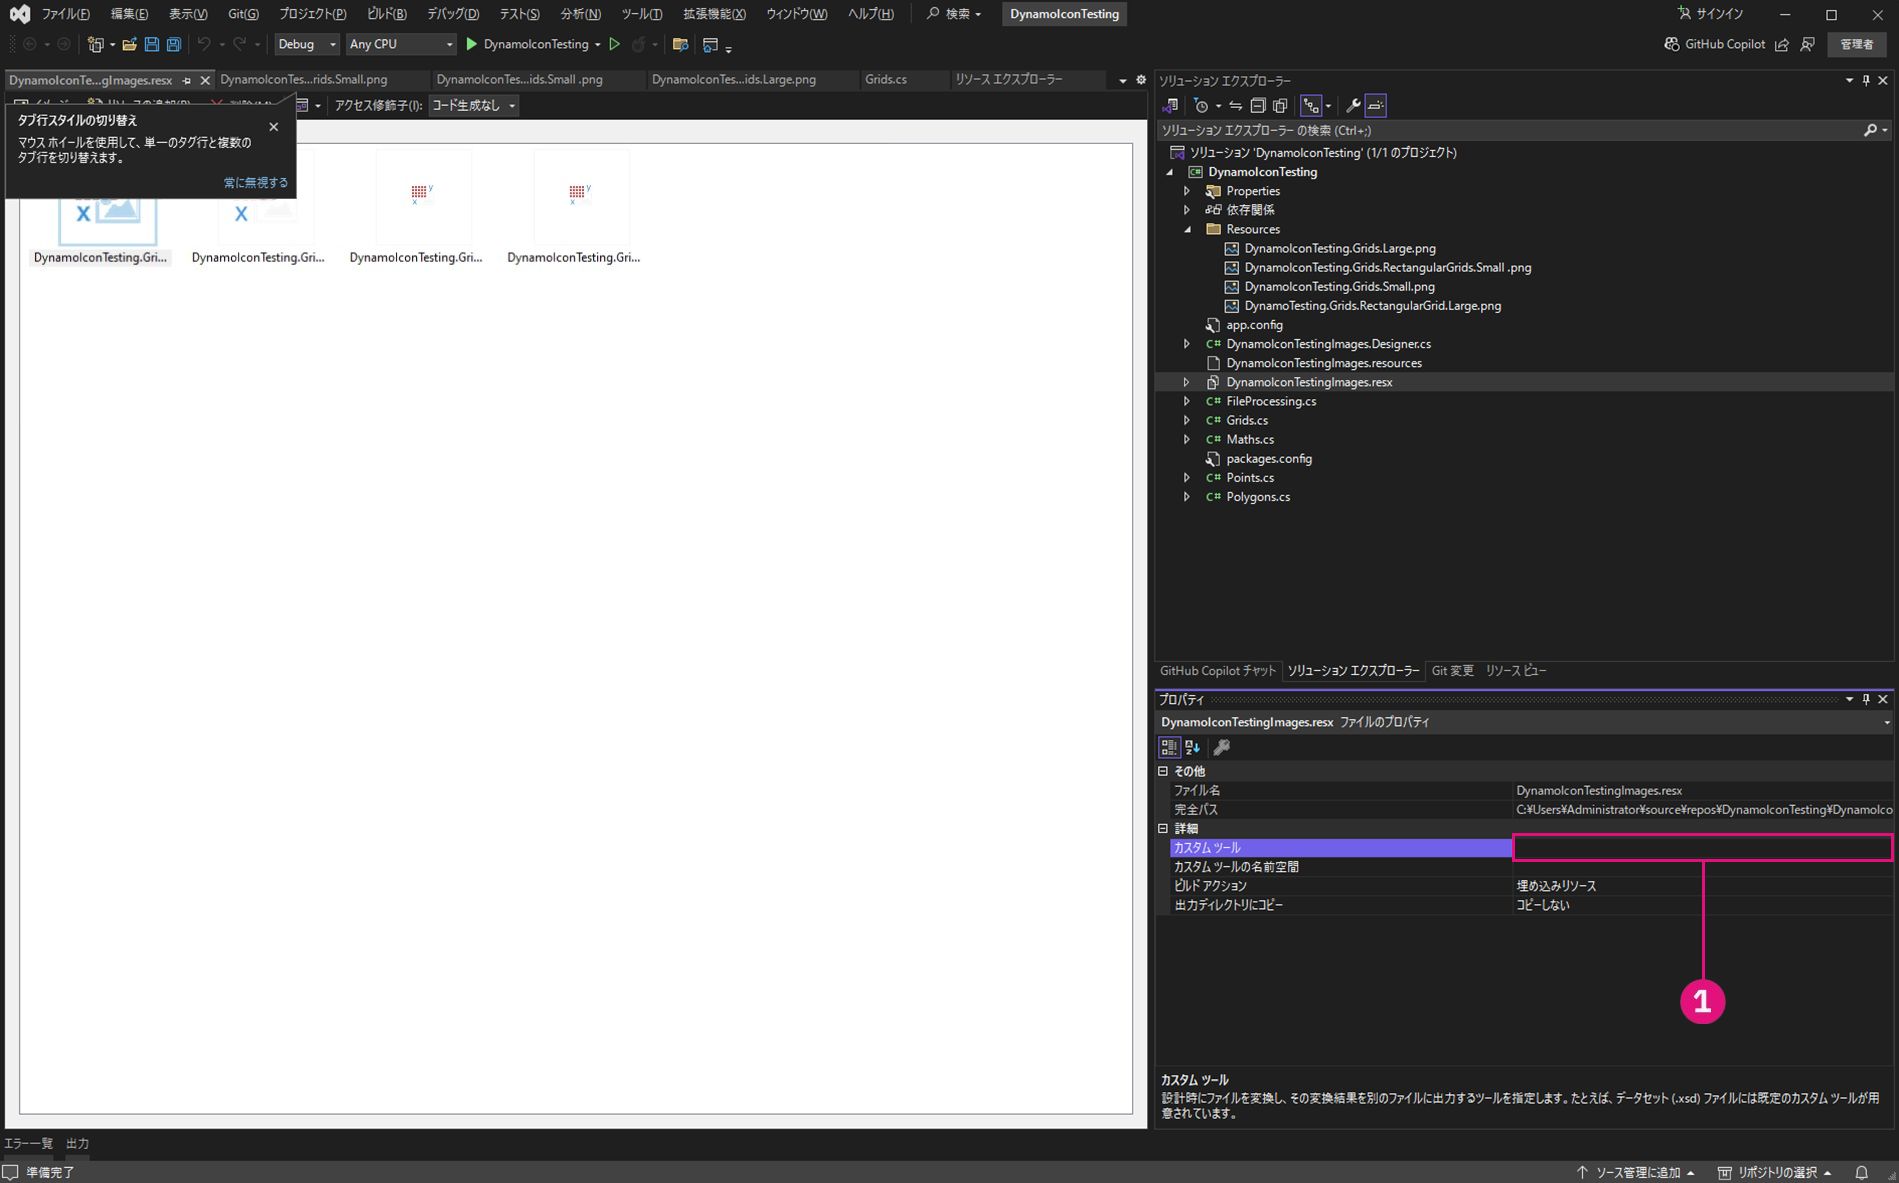 ファイル(F) 編集(E) 表示(V) Git(G) プロジェクト(P) ビルド(B) デバッグ(D) テスト(S) 分析(N) ツール(T) 拡張機能(X) ウィンドウ(W) ヘルプ(H) 検索 DynamoIconTesting サインイン
Debug Any CPU DynamoIconTesting GitHub Copilot 管理者
DynamoIconTe...gImages.resx DynamoIconTes...rids.Small.png DynamoIconTes...ids.Small .png DynamoIconTes...ids.Large.png Grids.cs リソース エクスプローラー
アクセス修飾子(I): コード生成なし
タブ行スタイルの切り替え
マウス ホイールを使用して、単一のタグ行と複数の
タブ行を切り替えます。
常に無視する
X X y x y x
DynamoIconTesting.Gri... DynamoIconTesting.Gri... DynamoIconTesting.Gri... DynamoIconTesting.Gri...
ソリューション エクスプローラー
ソリューション エクスプローラー の検索 (Ctrl+;)
ソリューション 'DynamoIconTesting' (1/1 のプロジェクト)
C# DynamoIconTesting
Properties
依存関係
Resources
DynamoIconTesting.Grids.Large.png
DynamoIconTesting.Grids.RectangularGrids.Small .png
DynamoIconTesting.Grids.Small.png
DynamoTesting.Grids.RectangularGrid.Large.png
app.config
C# DynamoIconTestingImages.Designer.cs
DynamoIconTestingImages.resources
DynamoIconTestingImages.resx
C# FileProcessing.cs
C# Grids.cs
C# Maths.cs
packages.config
C# Points.cs
C# Polygons.cs
GitHub Copilot チャット ソリューション エクスプローラー Git 変更 リソース ビュー
プロパティ
DynamoIconTestingImages.resx ファイルのプロパティ
その他
ファイル名 DynamoIconTestingImages.resx
完全パス C:¥Users¥Administrator¥source¥repos¥DynamoIconTesting¥DynamoIco
詳細
カスタム ツール
カスタム ツールの名前空間
ビルド アクション 埋め込みリソース
出力ディレクトリにコピー コピーしない
1
カスタム ツール
設計時にファイルを変換し、その変換結果を別のファイルに出力するツールを指定します。たとえば、データセット (.xsd) ファイルには既定のカスタム ツールが用
意されています。
エラー一覧 出力
準備完了 ソース管理に追加 リポジトリの選択